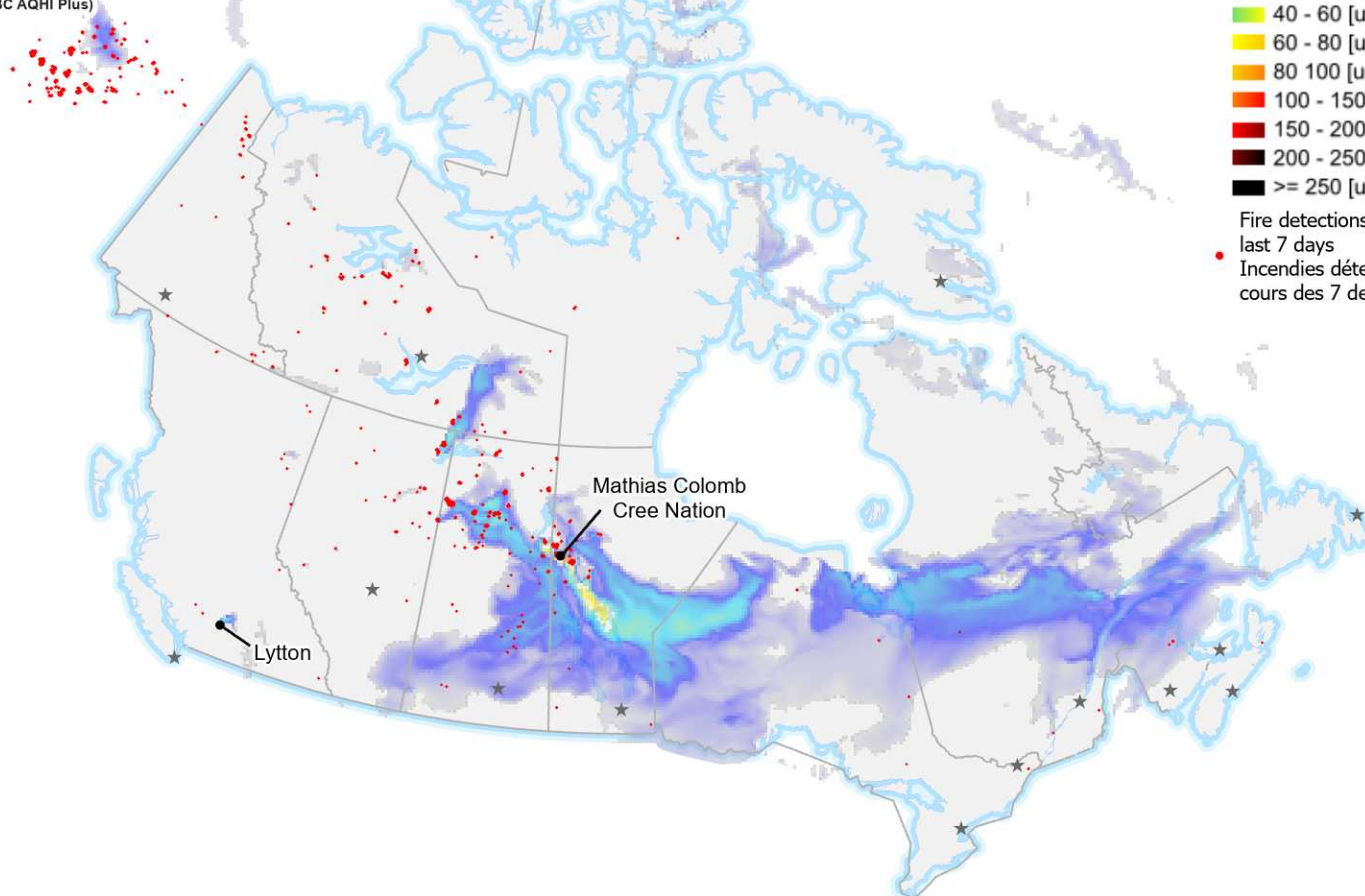 BC AQHI Plus)
40 - 60 [u
60 - 80 [u
80 100 [u
100 - 150
150 - 200
200 - 250
>= 250 [u
Fire detections
last 7 days
Incendies déte
cours des 7 de
Mathias Colomb
Cree Nation
Lytton